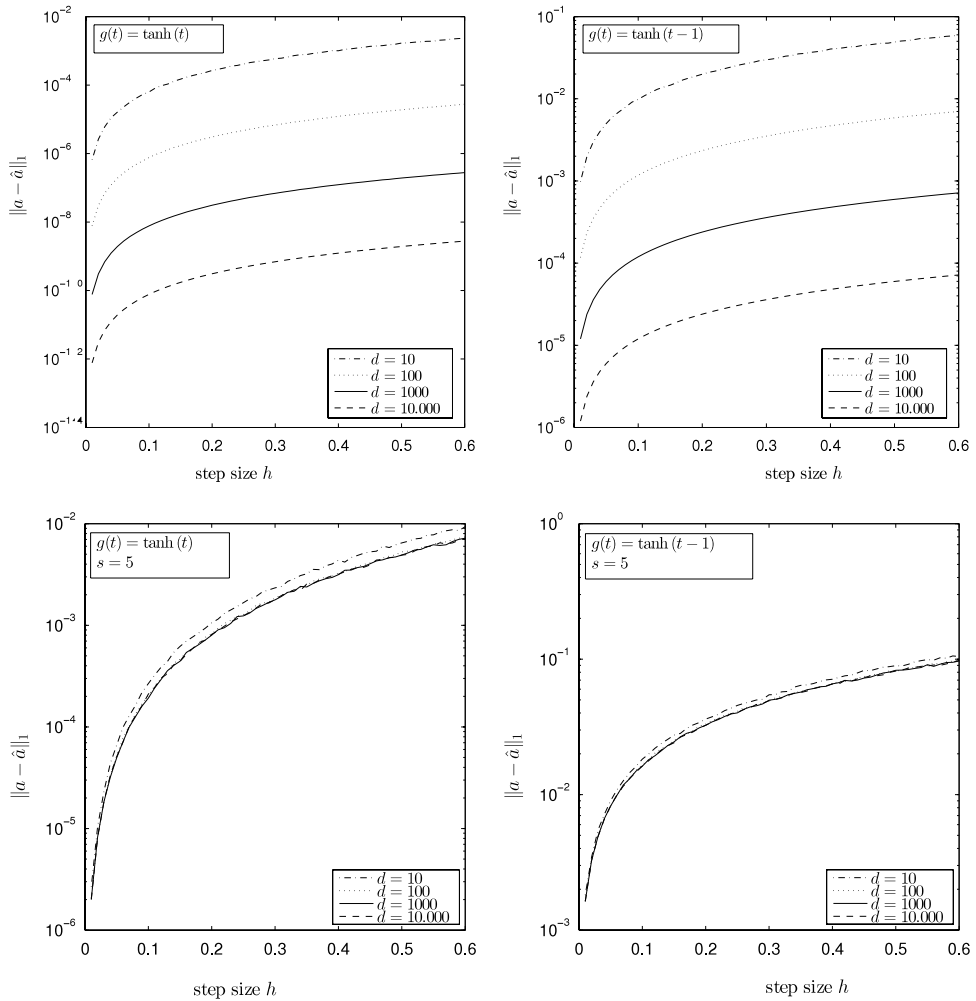 g(t) = tanh (t)
10⁻²
10⁻⁴
10⁻⁶
10⁻⁸
10⁻¹⁰
10⁻¹²
‖a − â‖₁
d = 10
d = 100
d = 1000
d = 10.000
0 0.1 0.2 0.3 0.4 0.5 0.6
step size h
g(t) = tanh (t − 1)
10⁻¹
10⁻²
10⁻³
10⁻⁴
10⁻⁵
10⁻⁶
‖a − â‖₁
d = 10
d = 100
d = 1000
d = 10.000
0 0.1 0.2 0.3 0.4 0.5 0.6
step size h
g(t) = tanh (t)
s = 5
10⁻²
10⁻³
10⁻⁴
10⁻⁵
10⁻⁶
‖a − â‖₁
d = 10
d = 100
d = 1000
d = 10.000
0 0.1 0.2 0.3 0.4 0.5 0.6
step size h
g(t) = tanh (t − 1)
s = 5
10⁰
10⁻¹
10⁻²
10⁻³
‖a − â‖₁
d = 10
d = 100
d = 1000
d = 10.000
0 0.1 0.2 0.3 0.4 0.5 0.6
step size h